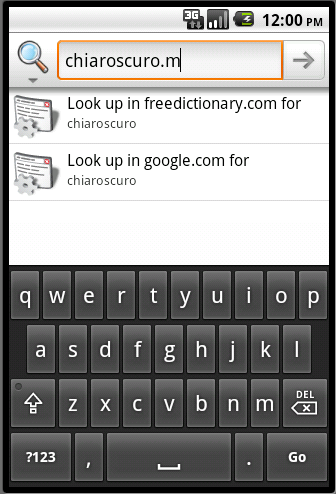 3G 12:00 PM
chiaroscuro.m
Look up in freedictionary.com for
chiaroscuro
Look up in google.com for
chiaroscuro
q w e r t y u i o p
a s d f g h j k l
z x c v b n m DEL
?123 , . Go